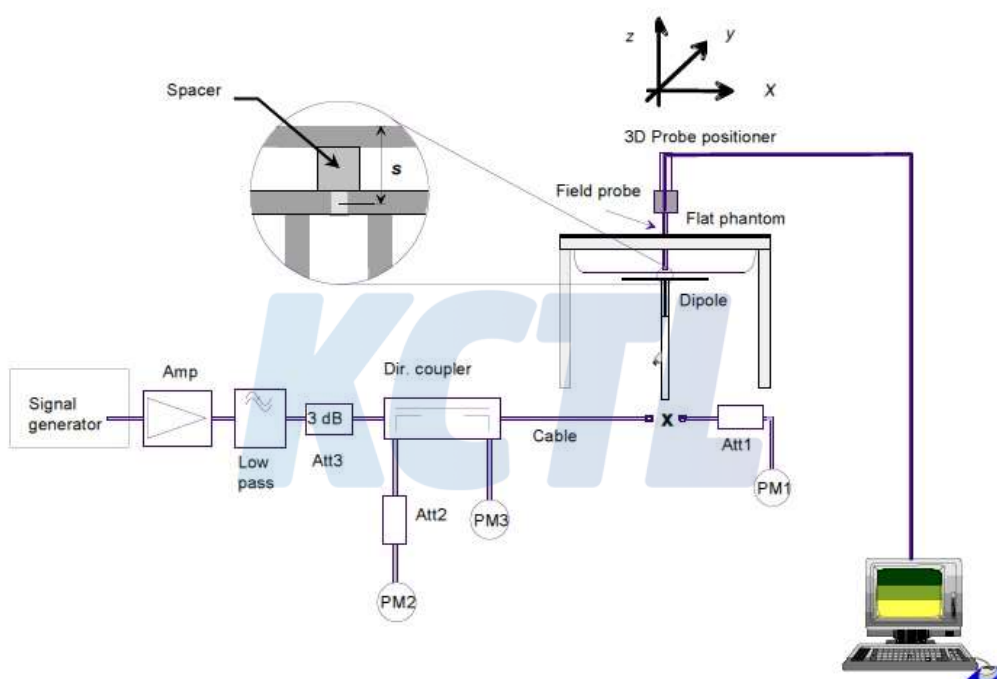 z
y
X
Spacer
s
3D Probe positioner
Field probe
Flat phantom
Dipole
KCTL
Signal
generator
Amp
Low
pass
3 dB
Att3
Dir. coupler
Cable
X
Att1
PM1
Att2
PM3
PM2